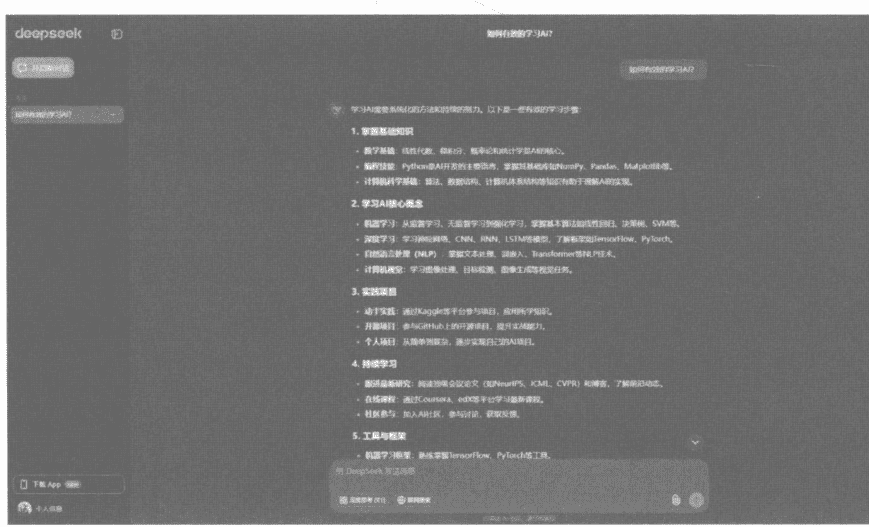 deepseek
如何有效的学习AI?
开启新对话
如何有效的学习AI?
如何有效的学习AI?
学习AI需要系统化的方法和持续的努力。以下是一些有效的学习步骤:
1. 掌握基础知识
• 数学基础：线性代数、微积分、概率论和统计学是AI的核心。
• 编程技能：Python是AI开发的主要语言，掌握其基础库如NumPy、Pandas、Matplotlib等。
• 计算机科学基础：算法、数据结构、计算机体系结构等知识有助于理解AI的实现。
2. 学习AI核心概念
• 机器学习：从监督学习、无监督学习到强化学习，掌握基本算法如线性回归、决策树、SVM等。
• 深度学习：学习神经网络、CNN、RNN、LSTM等模型，了解框架如TensorFlow、PyTorch。
• 自然语言处理（NLP）：掌握文本处理、词嵌入、Transformer等NLP技术。
• 计算机视觉：学习图像处理、目标检测、图像生成等视觉任务。
3. 实践项目
• 动手实践：通过Kaggle等平台参与项目，应用所学知识。
• 开源项目：参与GitHub上的开源项目，提升实战能力。
• 个人项目：从简单到复杂，逐步实现自己的AI项目。
4. 持续学习
• 跟进最新研究：阅读顶级会议论文（如NeurIPS、ICML、CVPR）和博客，了解前沿动态。
• 在线课程：通过Coursera、edX等平台学习最新课程。
• 社区参与：加入AI社区，参与讨论，获取反馈。
5. 工具与框架
• 机器学习框架：熟练掌握TensorFlow、PyTorch等工具。
给 DeepSeek 发送消息
深度思考 (R1)
联网搜索
下载 App
个人信息